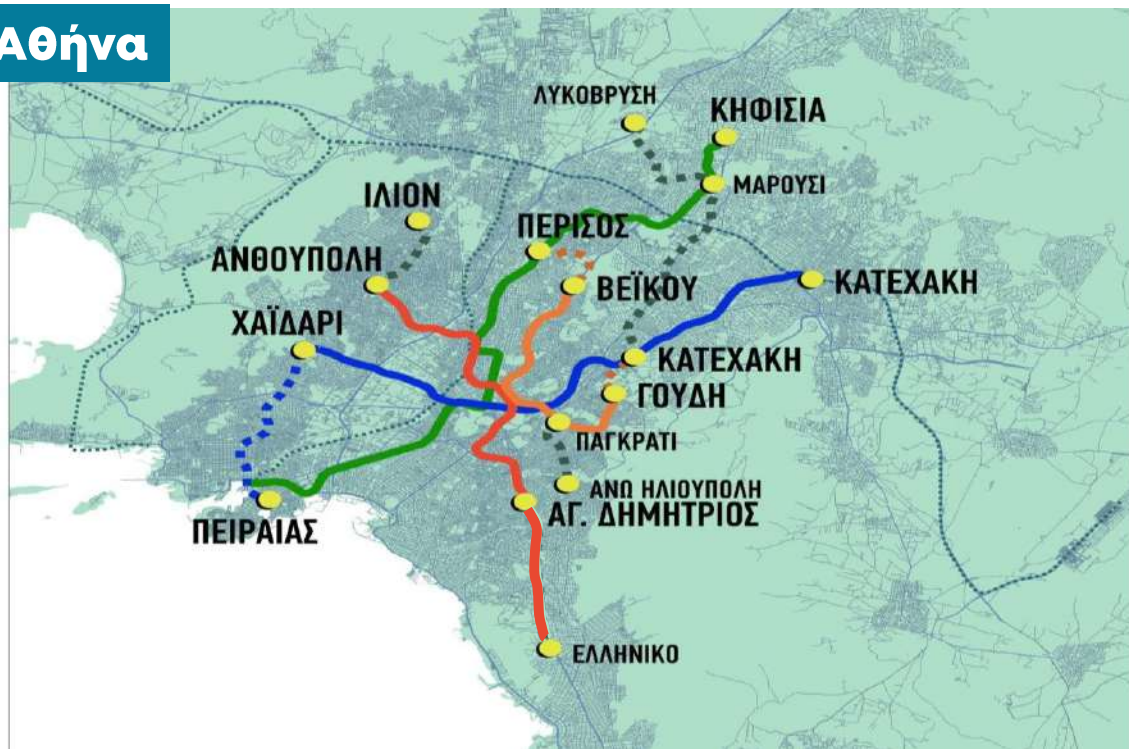 Αθήνα
ΛΥΚΟΒΡΥΣΗ
ΚΗΦΙΣΙΑ
ΜΑΡΟΥΣΙ
ΙΛΙΟΝ
ΠΕΡΙΣΟΣ
ΑΝΘΟΥΠΟΛΗ
ΒΕΪΚΟΥ
ΚΑΤΕΧΑΚΗ
ΧΑΪΔΑΡΙ
ΚΑΤΕΧΑΚΗ
ΓΟΥΔΗ
ΠΑΓΚΡΑΤΙ
ΑΝΩ ΗΛΙΟΥΠΟΛΗ
ΑΓ. ΔΗΜΗΤΡΙΟΣ
ΠΕΙΡΑΙΑΣ
ΕΛΛΗΝΙΚΟ